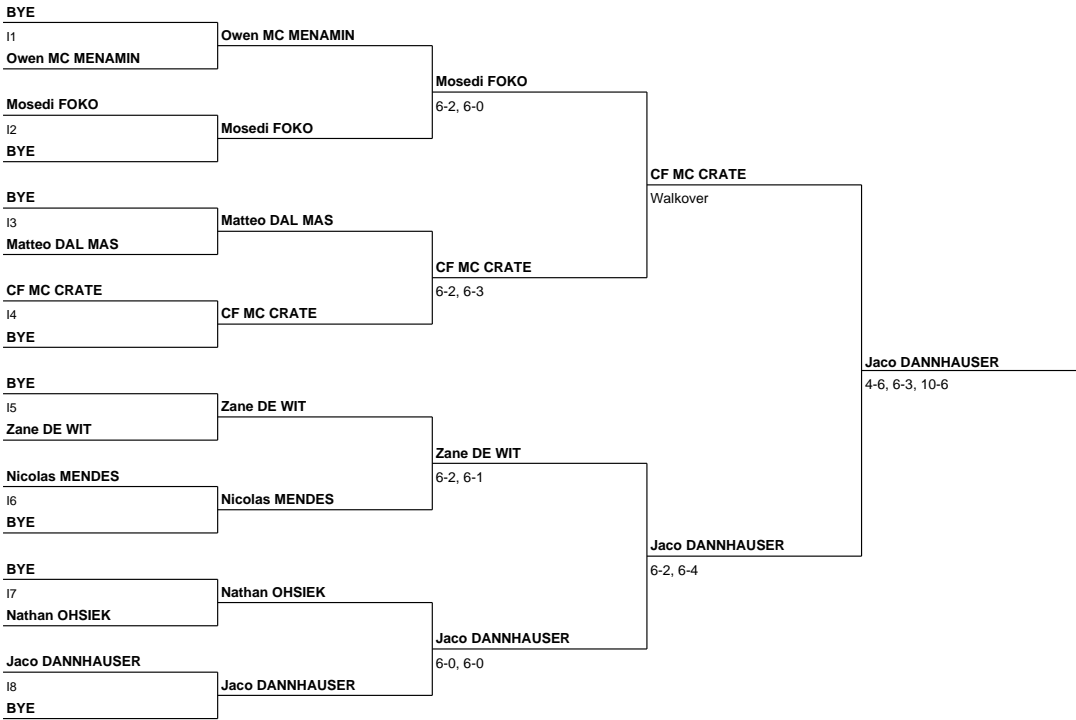 BYE
I1
Owen MC MENAMIN
Mosedi FOKO
I2
BYE
BYE
I3
Matteo DAL MAS
CF MC CRATE
I4
BYE
BYE
I5
Zane DE WIT
Nicolas MENDES
I6
BYE
BYE
I7
Nathan OHSIEK
Jaco DANNHAUSER
I8
BYE
Owen MC MENAMIN
Mosedi FOKO
Matteo DAL MAS
CF MC CRATE
Zane DE WIT
Nicolas MENDES
Nathan OHSIEK
Jaco DANNHAUSER
Mosedi FOKO
6-2, 6-0
CF MC CRATE
6-2, 6-3
Zane DE WIT
6-2, 6-1
Jaco DANNHAUSER
6-0, 6-0
CF MC CRATE
Walkover
Jaco DANNHAUSER
6-2, 6-4
Jaco DANNHAUSER
4-6, 6-3, 10-6